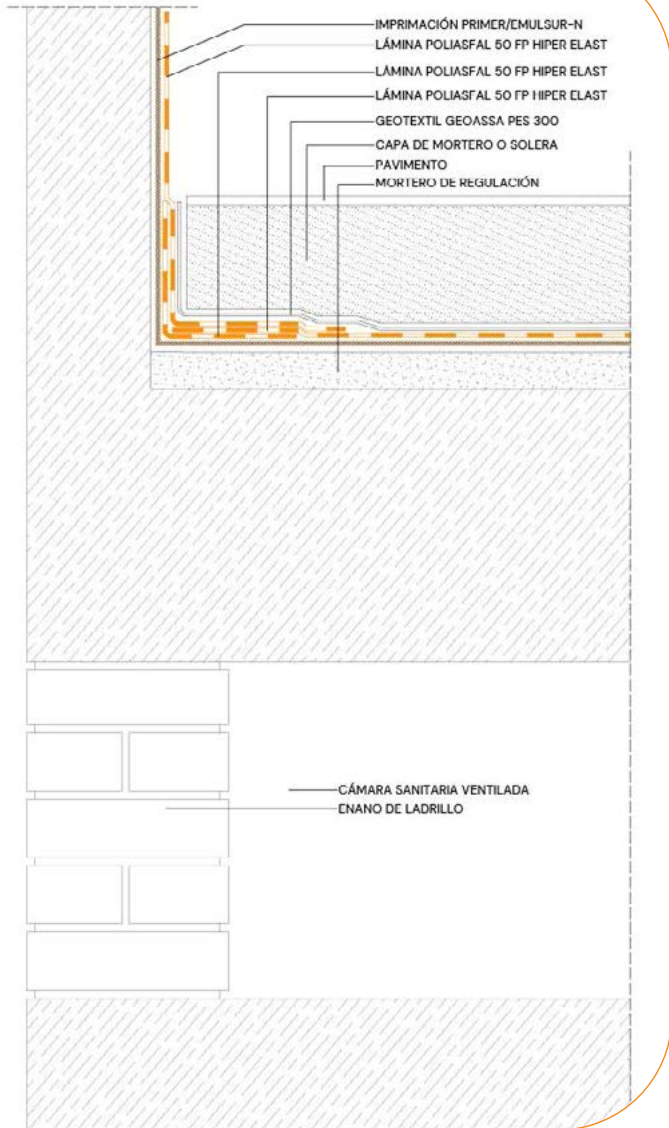 IMPRIMACIÓN PRIMER/EMULSUR-N
LÁMINA POLIASFAL 50 FP HIPER ELAST
LÁMINA POLIASFAL 50 FP HIPER ELAST
LÁMINA POLIASFAL 50 FP HIPER ELAST
GEOTEXTIL GEOASSA PES 300
CAPA DE MORTERO O SOLERA
PAVIMENTO
MORTERO DE REGULACIÓN
CÁMARA SANITARIA VENTILADA
ENANO DE LADRILLO